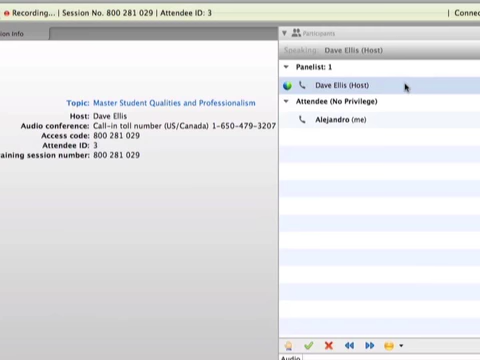 Recording... | Session No. 800 281 029 | Attendee ID: 3
| Connec
ion Info
Participants
Speaking: Dave Ellis (Host)
Panelist: 1
Dave Ellis (Host)
Attendee (No Privilege)
Alejandro (me)
Topic: Master Student Qualities and Professionalism
Host: Dave Ellis
Audio conference: Call-in toll number (US/Canada) 1-650-479-3207
Access code: 800 281 029
Attendee ID: 3
raining session number: 800 281 029
Audio